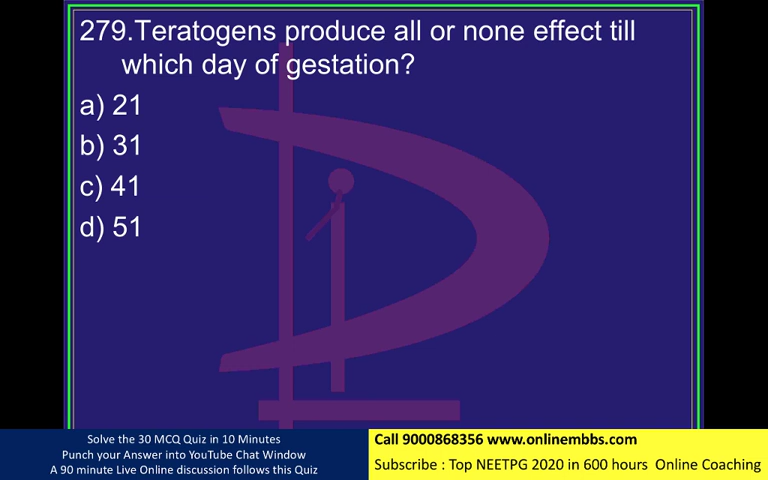 279.Teratogens produce all or none effect till
which day of gestation?
a) 21
b) 31
c) 41
d) 51
Solve the 30 MCQ Quiz in 10 Minutes
Punch your Answer into YouTube Chat Window
A 90 minute Live Online discussion follows this Quiz
Call 9000868356 www.onlinembbs.com
Subscribe : Top NEETPG 2020 in 600 hours Online Coaching